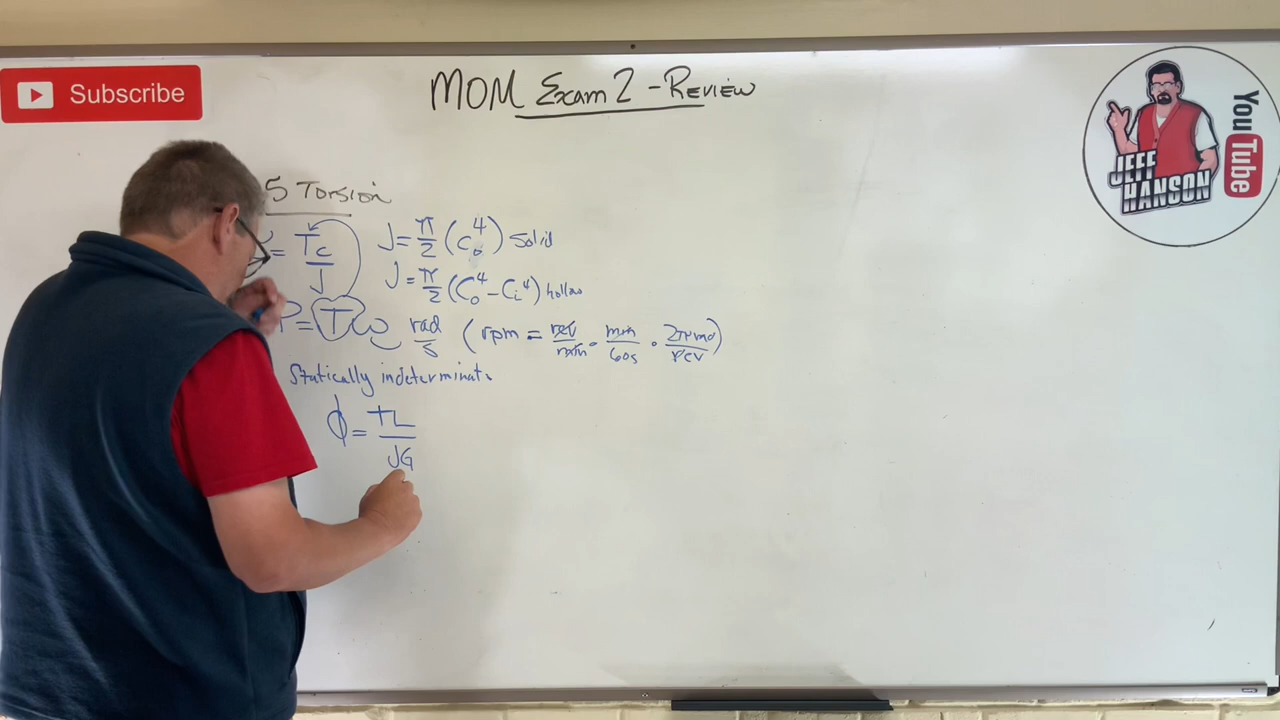 Subscribe
MOM Exam 2 - Review
YouTube
JEFF
HANSON
5 Torsion
= Tc/J
J = π/2 (C₀⁴) Solid
J = π/2 (C₀⁴ - Cᵢ⁴) hollow
P = Tω rad/s (rpm = rev/min · min/60s · 2π rad/rev)
Statically indeterminate
ϕ = TL/JG